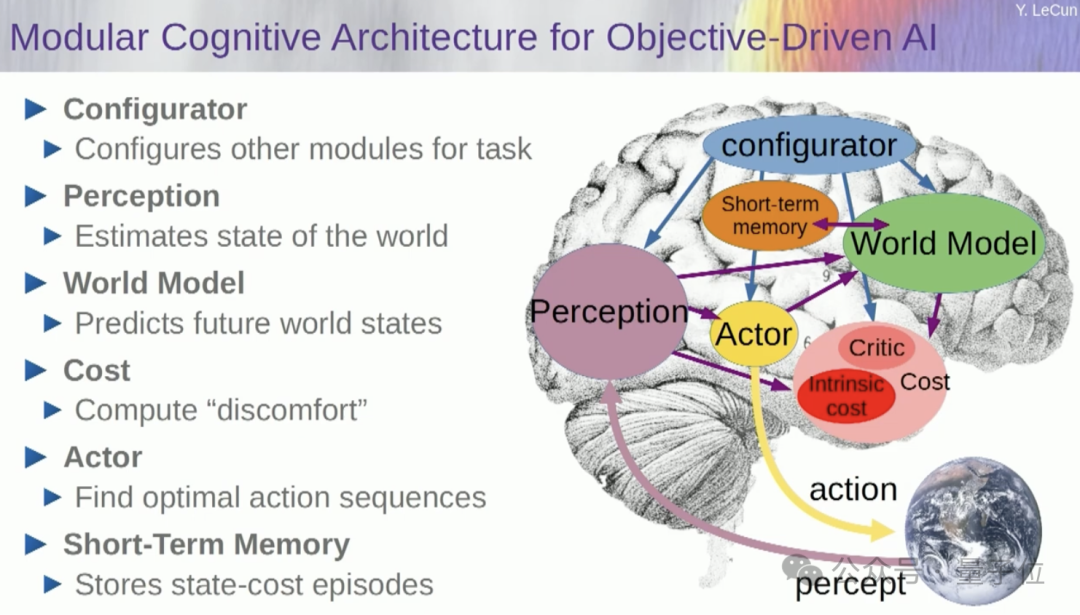 Y. LeCun
Modular Cognitive Architecture for Objective-Driven AI
Configurator
Configures other modules for task
Perception
Estimates state of the world
World Model
Predicts future world states
Cost
Compute “discomfort”
Actor
Find optimal action sequences
Short-Term Memory
Stores state-cost episodes
configurator
Short-term
memory
World Model
9
Perception
Actor
6
Critic
Cost
Intrinsic
cost
action
percept
公众号 量子位